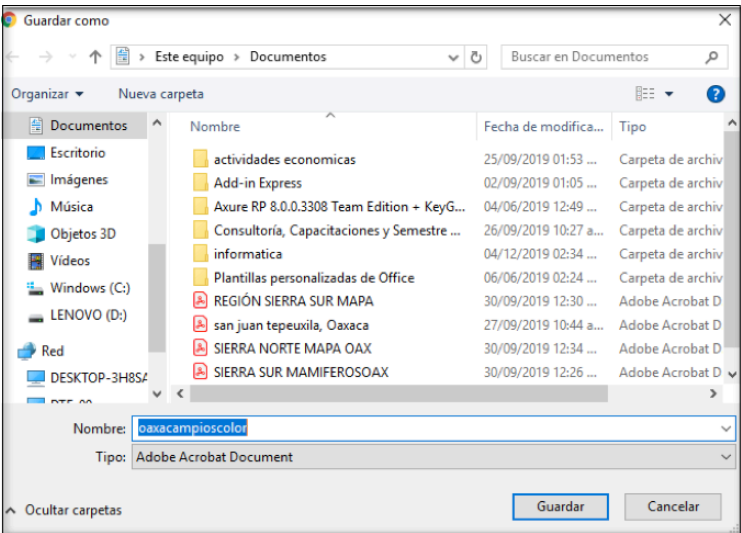 Guardar como
Este equipo > Documentos
Buscar en Documentos
Organizar
Nueva carpeta
Documentos
Escritorio
Imágenes
Música
Objetos 3D
Vídeos
Windows (C:)
LENOVO (D:)
Red
DESKTOP-3H8SA
Nombre Fecha de modifica... Tipo
actividades economicas 25/09/2019 01:53 ... Carpeta de archiv
Add-in Express 02/09/2019 01:05 ... Carpeta de archiv
Axure RP 8.0.0.3308 Team Edition + KeyG... 04/06/2019 12:49 ... Carpeta de archiv
Consultoría, Capacitaciones y Semestre ... 26/09/2019 10:27 a... Carpeta de archiv
informatica 04/12/2019 02:34 ... Carpeta de archiv
Plantillas personalizadas de Office 06/06/2019 02:24 ... Carpeta de archiv
REGIÓN SIERRA SUR MAPA 30/09/2019 12:30 ... Adobe Acrobat D
san juan tepeuxila, Oaxaca 27/09/2019 10:44 a... Adobe Acrobat D
SIERRA NORTE MAPA OAX 30/09/2019 12:34 ... Adobe Acrobat D
SIERRA SUR MAMIFEROSOAX 30/09/2019 12:26 ... Adobe Acrobat D
Nombre: oaxacampioscolor
Tipo: Adobe Acrobat Document
Ocultar carpetas
Guardar
Cancelar